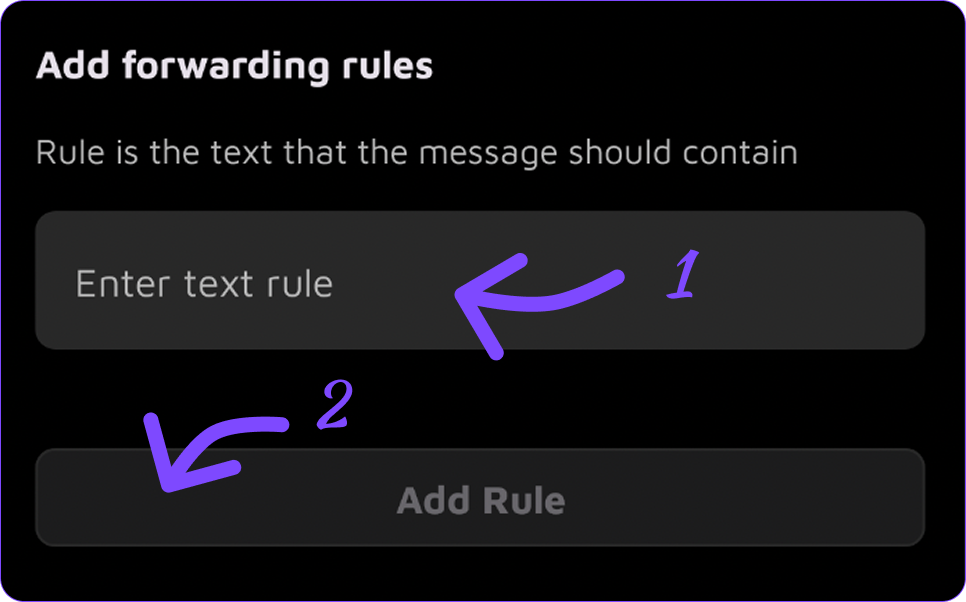 Add forwarding rules
Rule is the text that the message should contain
Enter text rule
1
2
Add Rule